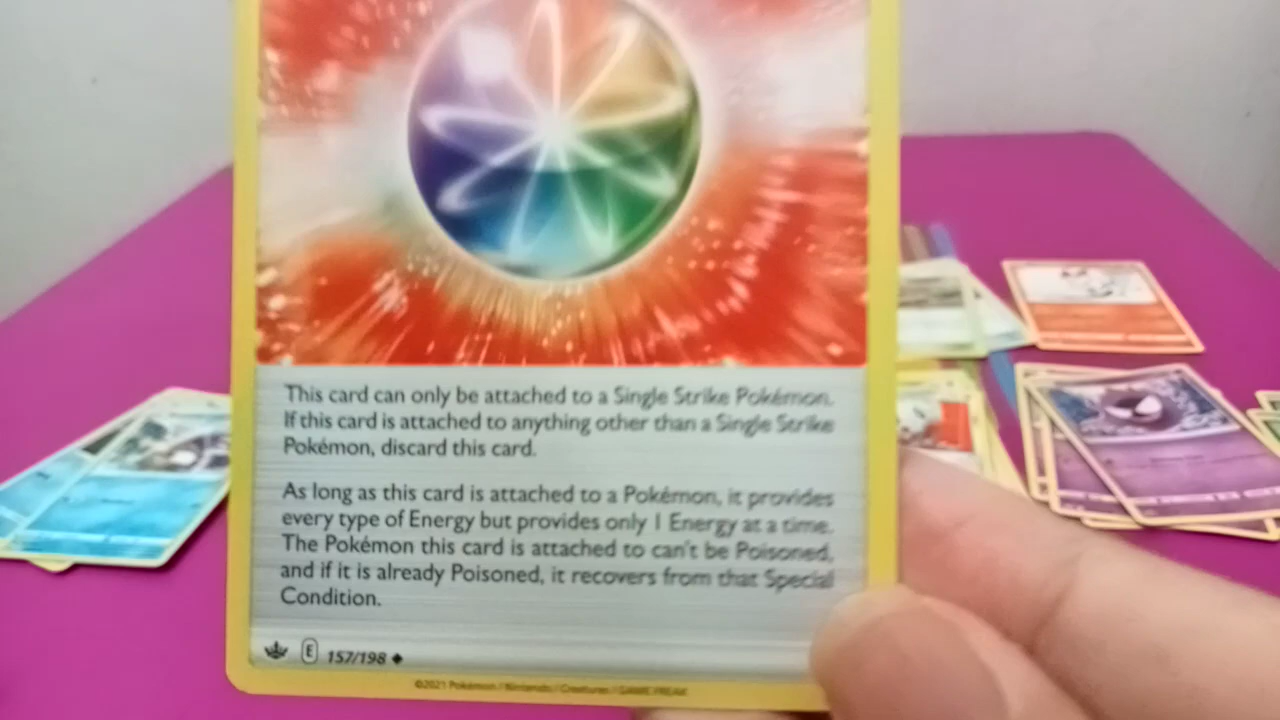 This card can only be attached to a Single Strike Pokémon.
If this card is attached to anything other than a Single Strike
Pokémon, discard this card.
As long as this card is attached to a Pokémon, it provides
every type of Energy but provides only 1 Energy at a time.
The Pokémon this card is attached to can't be Poisoned,
and if it is already Poisoned, it recovers from that Special
Condition.
E 157/198
©2021 Pokémon / Nintendo / Creatures / GAME FREAK